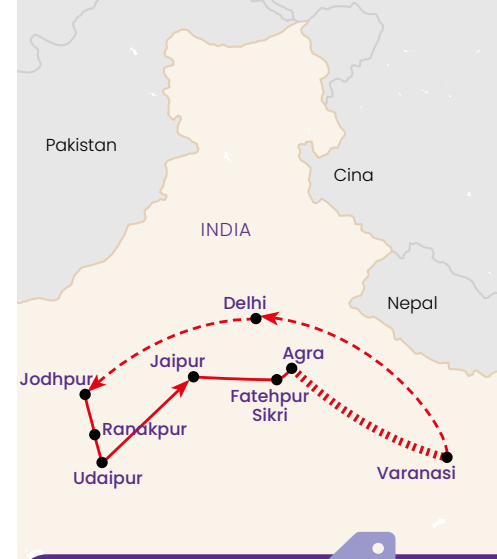 Pakistan
Cina
INDIA
Nepal
Delhi
Jaipur
Agra
Jodhpur
Fatehpur
Sikri
Ranakpur
Udaipur
Varanasi